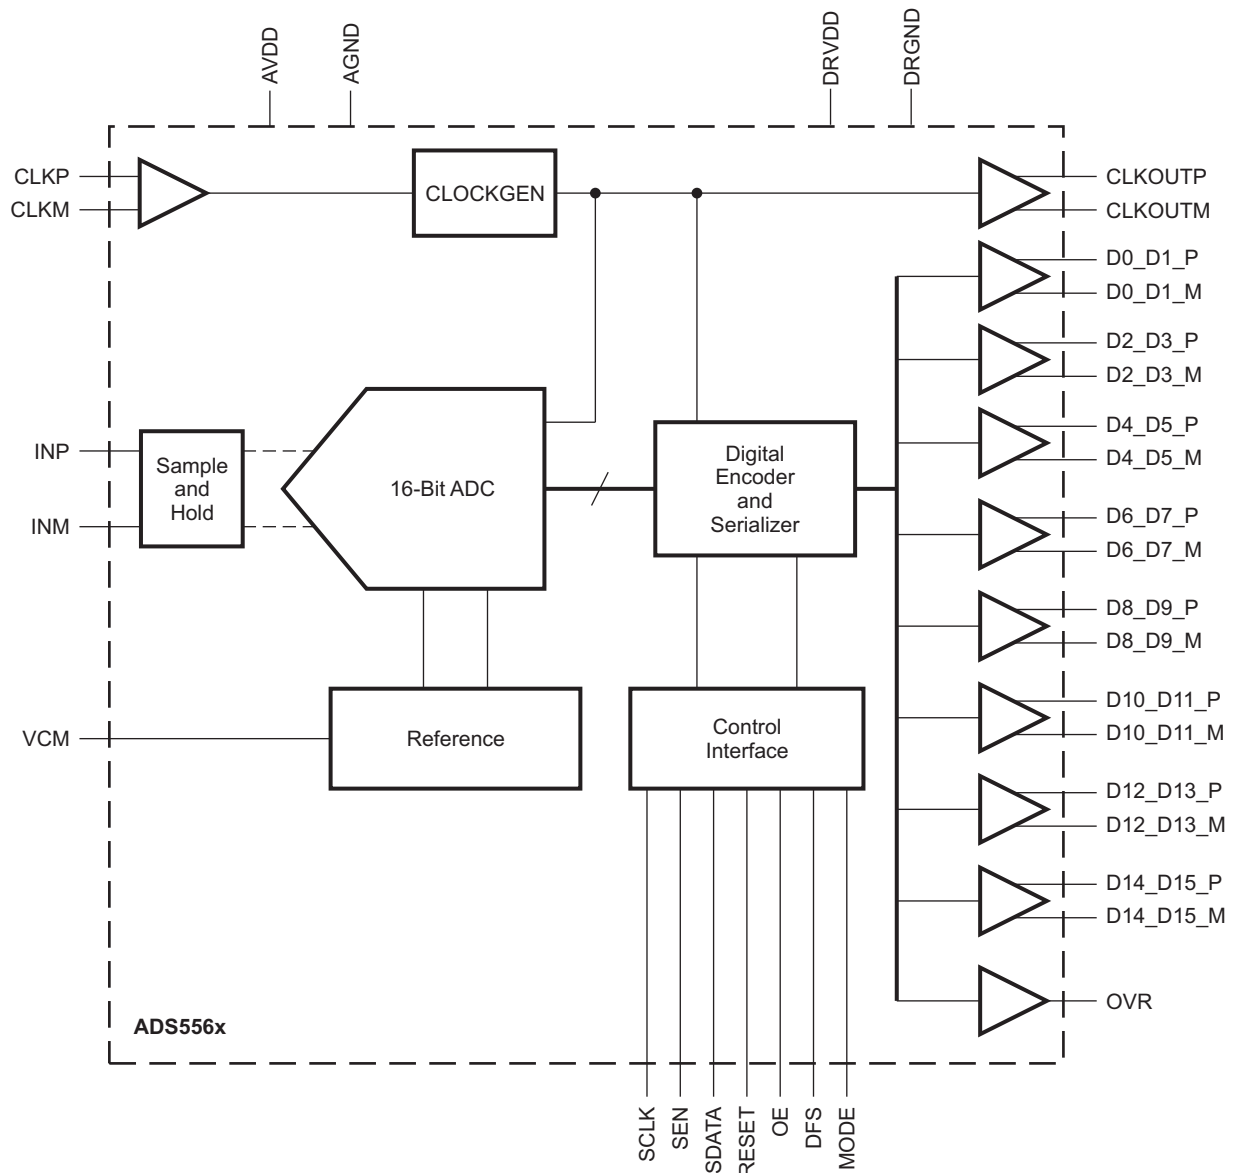 AVDD
AGND
DRVDD
DRGND
CLKP
CLKM
CLOCKGEN
CLKOUTP
CLKOUTM
D0_D1_P
D0_D1_M
D2_D3_P
D2_D3_M
D4_D5_P
D4_D5_M
INP
INM
Sample
and
Hold
16-Bit ADC
Digital
Encoder
and
Serializer
D6_D7_P
D6_D7_M
D8_D9_P
D8_D9_M
VCM
Reference
Control
Interface
D10_D11_P
D10_D11_M
D12_D13_P
D12_D13_M
D14_D15_P
D14_D15_M
OVR
ADS556x
SCLK
SEN
SDATA
RESET
OE
DFS
MODE